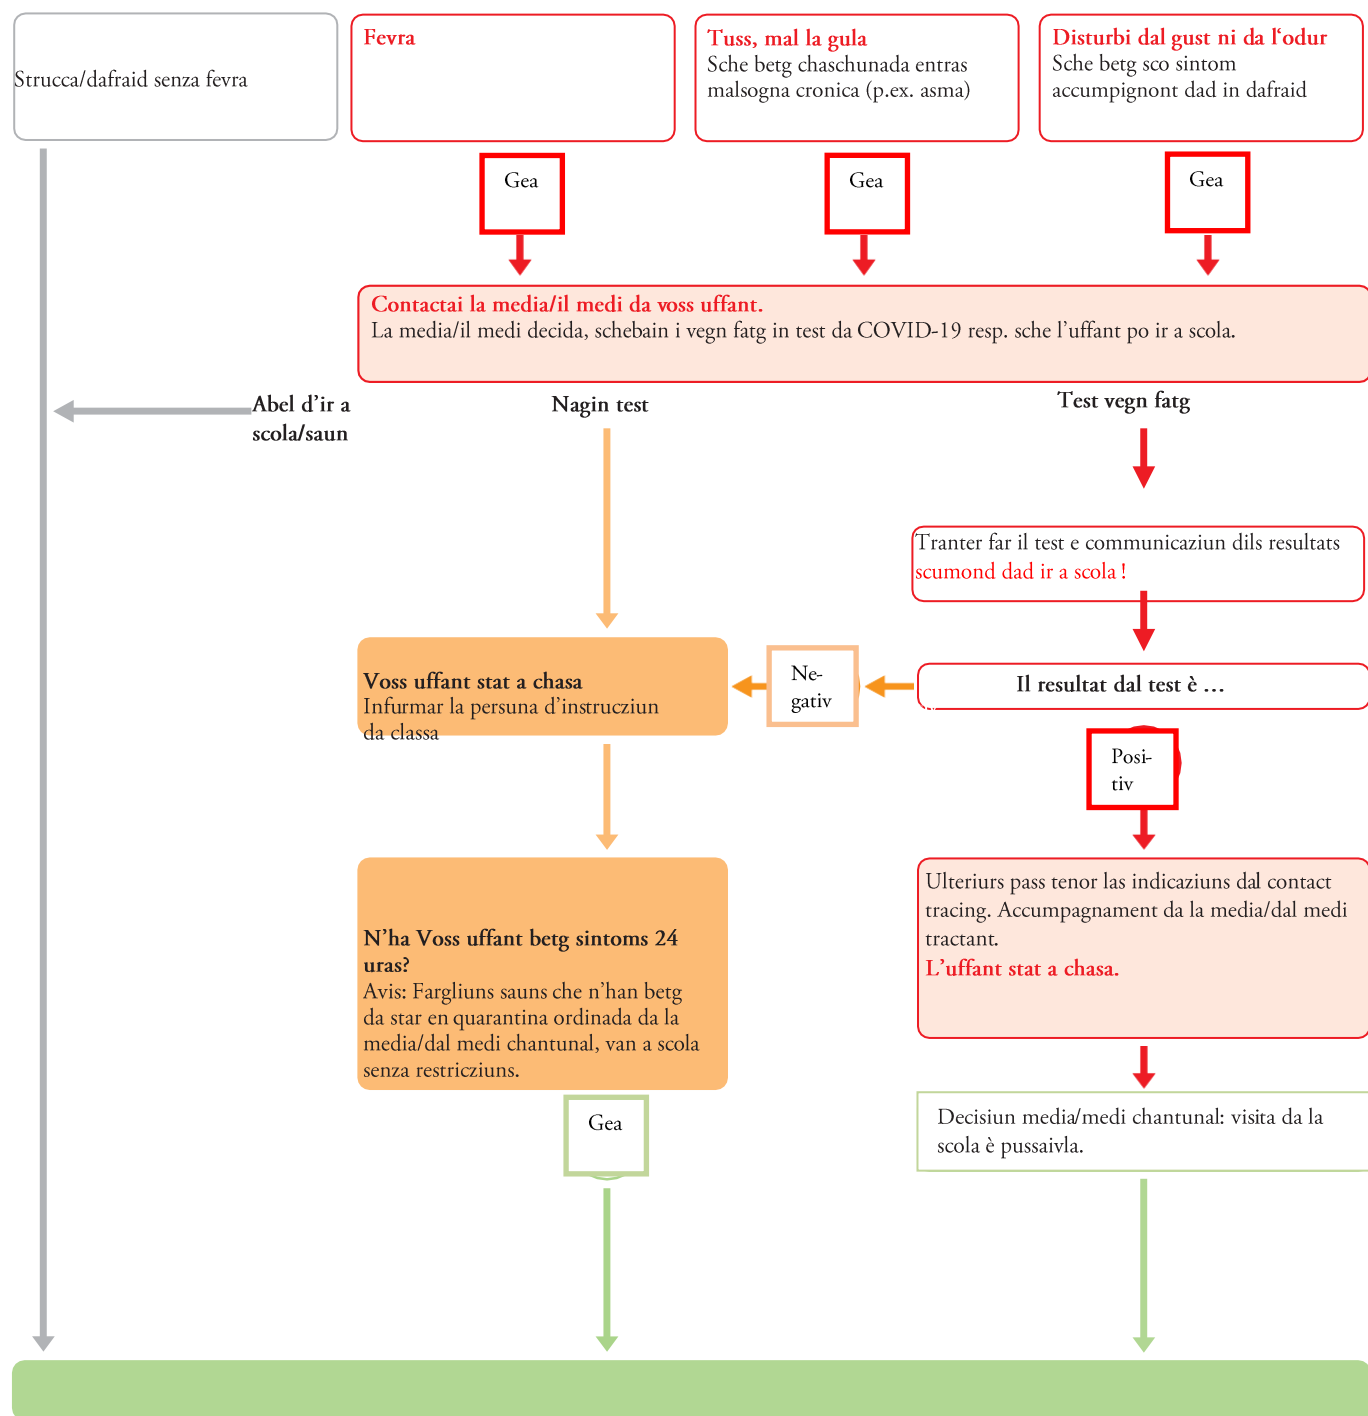 Strucca/dafraid senza fevra
Fevra
Tuss, mal la gula
Sche betg chaschunada entras
malsogna cronica (p.ex. asma)
Disturbi dal gust ni da l‘odur
Sche betg sco sintom
accumpignont dad in dafraid
Gea
Gea
Gea
Contactai la media/il medi da voss uffant.
La media/il medi decida, schebain i vegn fatg in test da COVID-19 resp. sche l’uffant po ir a scola.
Abel d’ir a
scola/saun
Nagin test
Test vegn fatg
Tranter far il test e communicaziun dils resultats
scumond dad ir a scola !
Voss uffant stat a chasa
Infurmar la persuna d’instrucziun
da classa
Ne-
gativ
Il resultat dal test è ...
Posi-
tiv
N’ha Voss uffant betg sintoms 24
uras?
Avis: Fargliuns sauns che n’han betg
da star en quarantina ordinada da la
media/dal medi chantunal, van a scola
senza restricziuns.
Ulteriurs pass tenor las indicaziuns dal contact
tracing. Accumpagnament da la media/dal medi
tractant.
L’uffant stat a chasa.
Gea
Decisiun media/medi chantunal: visita da la
scola è pussaivla.